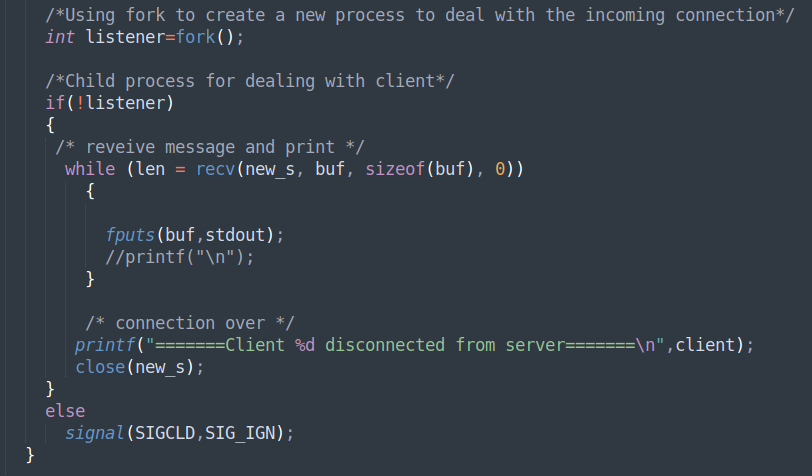 /*Using fork to create a new process to deal with the incoming connection*/
int listener=fork();
/*Child process for dealing with client*/
if(!listener)
{
/* reveive message and print */
while (len = recv(new_s, buf, sizeof(buf), 0))
{
fputs(buf,stdout);
//printf("\n");
}
/* connection over */
printf("=======Client %d disconnected from server=======\n",client);
close(new_s);
}
else
signal(SIGCLD,SIG_IGN);
}